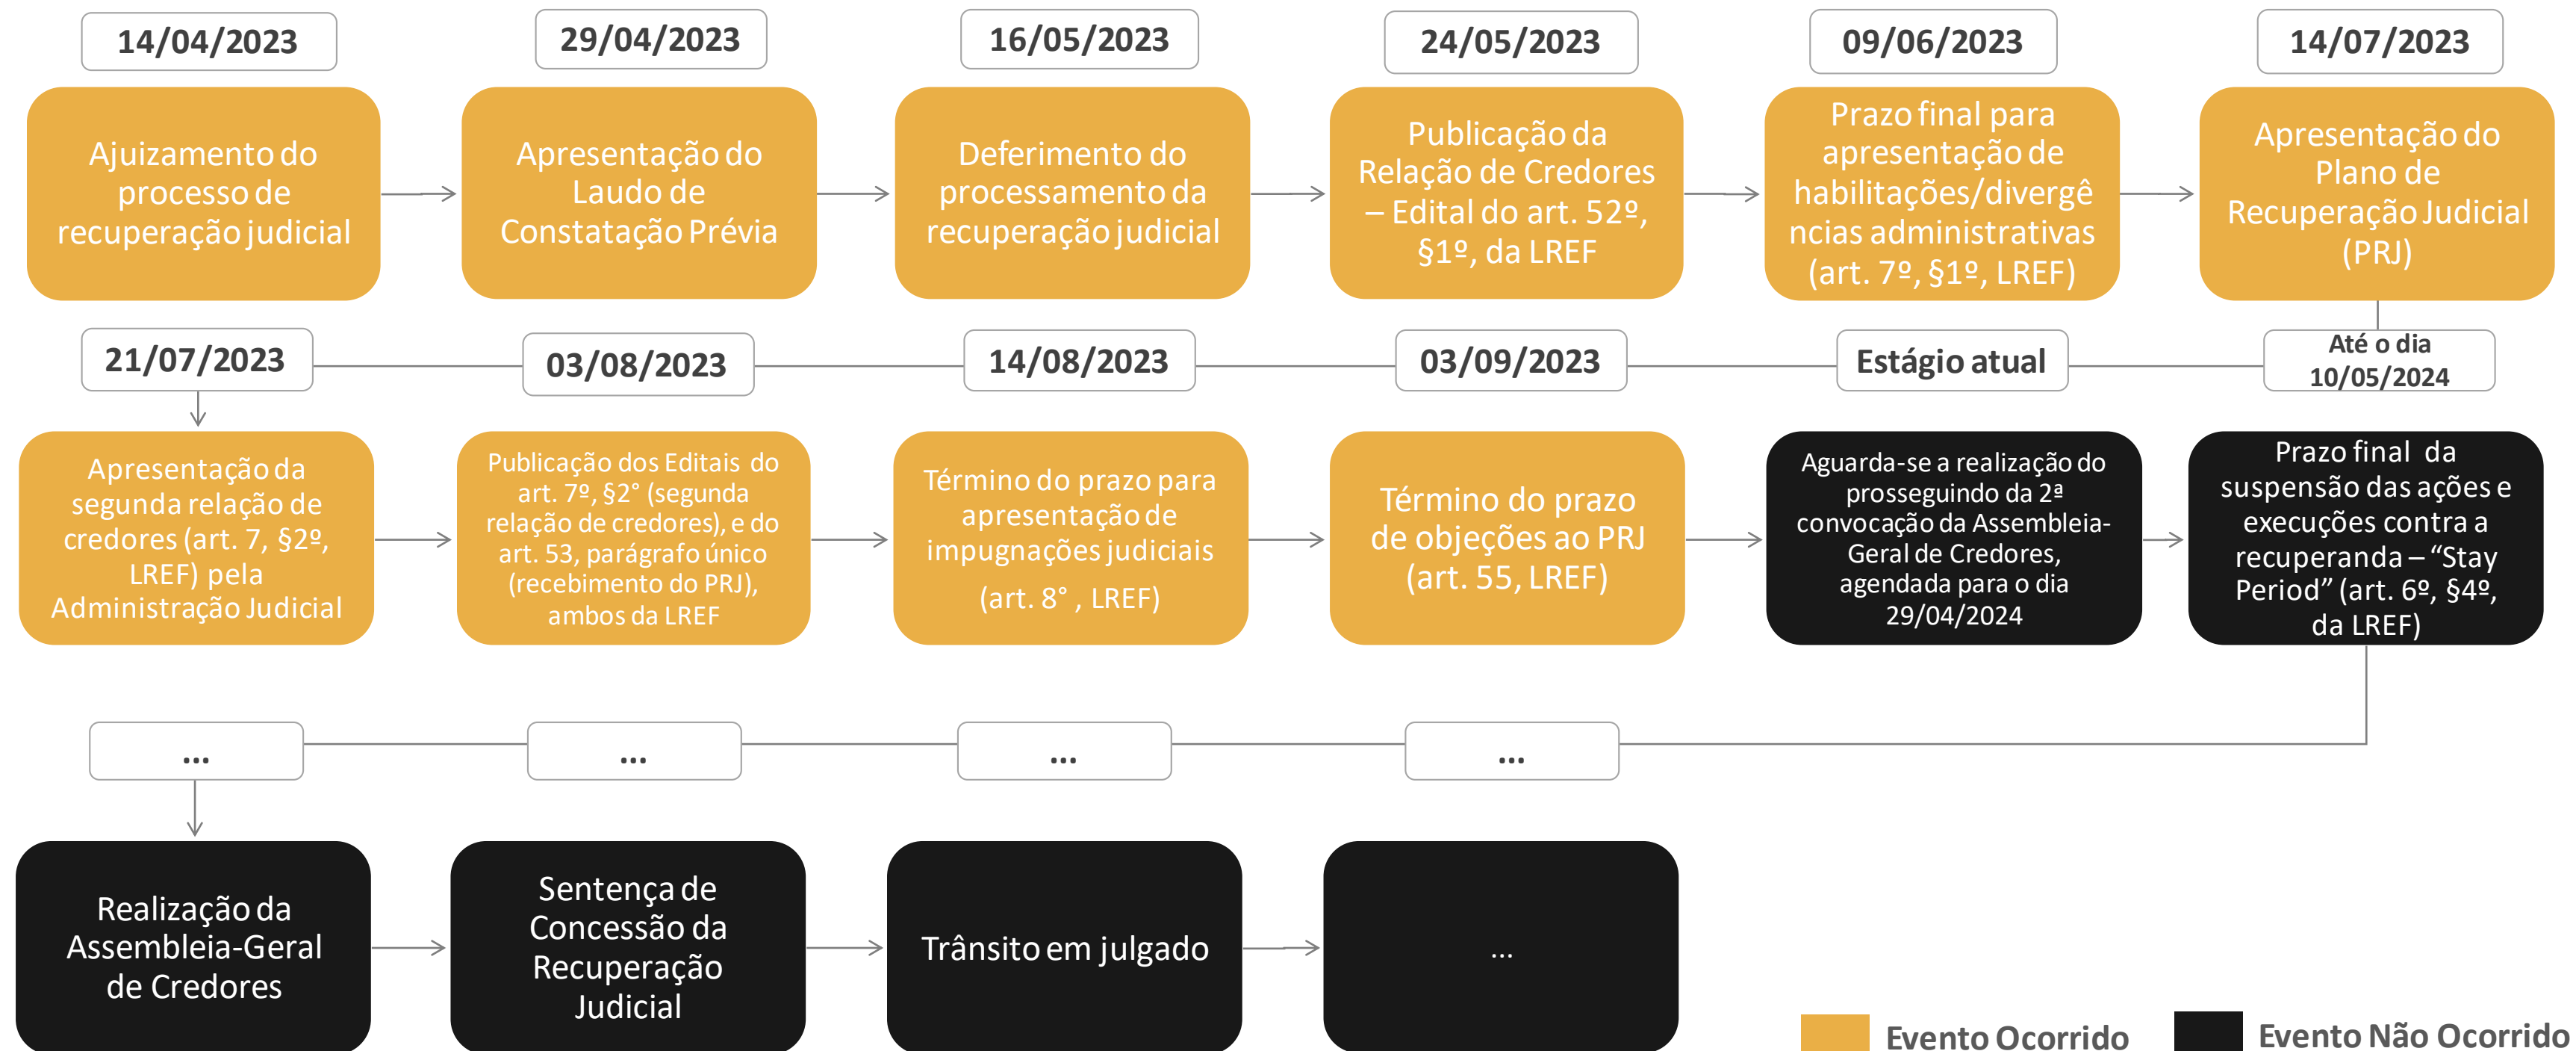 14/04/2023
29/04/2023
16/05/2023
24/05/2023
09/06/2023
14/07/2023
Ajuizamento do
processo de
recuperação judicial
Apresentação do
Laudo de
Constatação Prévia
Deferimento do
processamento da
recuperação judicial
Publicação da
Relação de Credores
– Edital do art. 52º,
§1º, da LREF
Prazo final para
apresentação de
habilitações/divergê
ncias administrativas
(art. 7º, §1º, LREF)
Apresentação do
Plano de
Recuperação Judicial
(PRJ)
21/07/2023
03/08/2023
14/08/2023
03/09/2023
Estágio atual
Até o dia
10/05/2024
Apresentação da
segunda relação de
credores (art. 7, §2º,
LREF) pela
Administração Judicial
Publicação dos Editais do
art. 7º, §2° (segunda
relação de credores), e do
art. 53, parágrafo único
(recebimento do PRJ),
ambos da LREF
Término do prazo para
apresentação de
impugnações judiciais
(art. 8° , LREF)
Término do prazo
de objeções ao PRJ
(art. 55, LREF)
Aguarda-se a realização do
prosseguindo da 2ª
convocação da Assembleia-
Geral de Credores,
agendada para o dia
29/04/2024
Prazo final da
suspensão das ações e
execuções contra a
recuperanda – “Stay
Period” (art. 6º, §4º,
da LREF)
...
...
...
...
Realização da
Assembleia-Geral
de Credores
Sentença de
Concessão da
Recuperação
Judicial
Trânsito em julgado
...
Evento Ocorrido
Evento Não Ocorrido